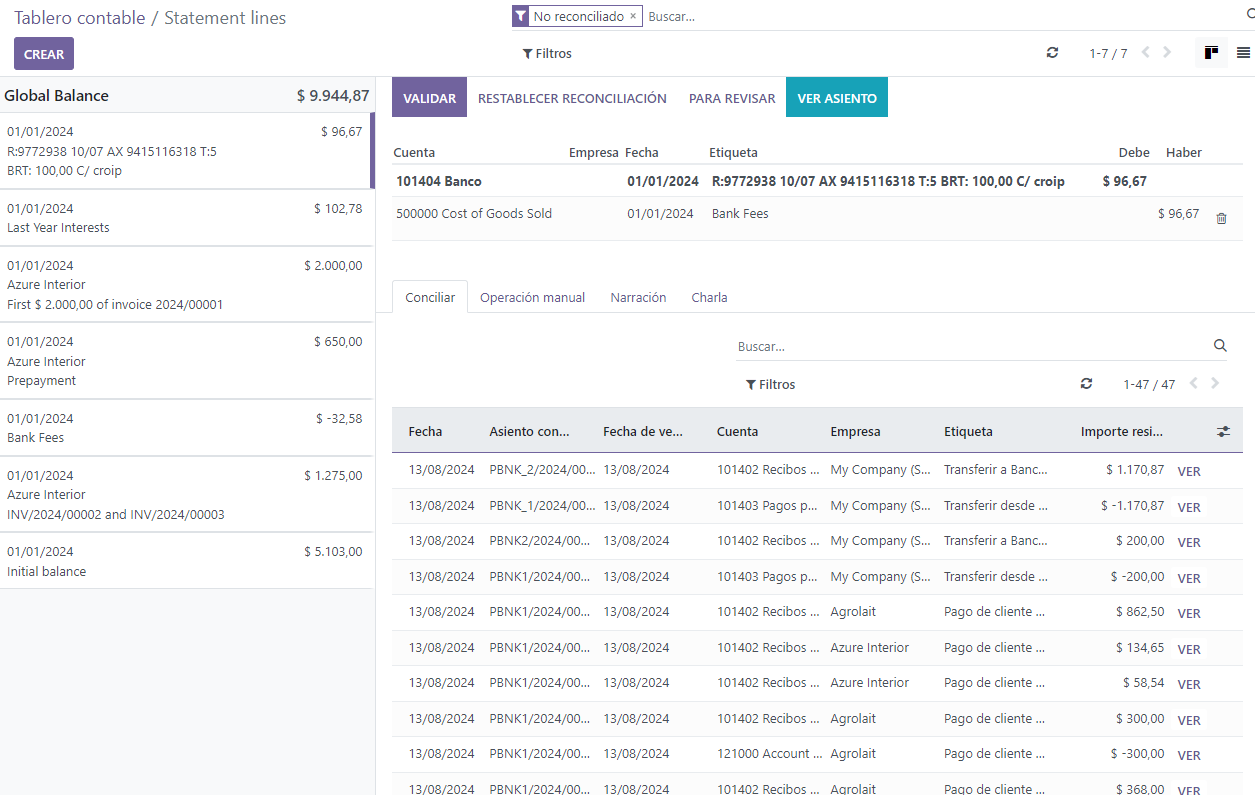 Tablero contable / Statement lines
No reconciliado × Buscar...
CREAR
Filtros
1-7 / 7
Global Balance $ 9.944,87
01/01/2024 $ 96,67
R:9772938 10/07 AX 9415116318 T:5
BRT: 100,00 C/ croip
01/01/2024 $ 102,78
Last Year Interests
01/01/2024 $ 2.000,00
Azure Interior
First $ 2.000,00 of invoice 2024/00001
01/01/2024 $ 650,00
Azure Interior
Prepayment
01/01/2024 $ -32,58
Bank Fees
01/01/2024 $ 1.275,00
Azure Interior
INV/2024/00002 and INV/2024/00003
01/01/2024 $ 5.103,00
Initial balance
VALIDAR RESTABLECER RECONCILIACIÓN PARA REVISAR VER ASIENTO
Cuenta Empresa Fecha Etiqueta Debe Haber
101404 Banco 01/01/2024 R:9772938 10/07 AX 9415116318 T:5 BRT: 100,00 C/ croip $ 96,67
500000 Cost of Goods Sold 01/01/2024 Bank Fees $ 96,67
Conciliar Operación manual Narración Charla
Buscar...
Filtros 1-47 / 47
Fecha Asiento con... Fecha de ve... Cuenta Empresa Etiqueta Importe resi...
13/08/2024 PBNK_2/2024/00... 13/08/2024 101402 Recibos ... My Company (S... Transferir a Banc... $ 1.170,87 VER
13/08/2024 PBNK_1/2024/00... 13/08/2024 101403 Pagos p... My Company (S... Transferir desde ... $ -1.170,87 VER
13/08/2024 PBNK2/2024/00... 13/08/2024 101402 Recibos ... My Company (S... Transferir a Banc... $ 200,00 VER
13/08/2024 PBNK1/2024/00... 13/08/2024 101403 Pagos p... My Company (S... Transferir desde ... $ -200,00 VER
13/08/2024 PBNK1/2024/00... 13/08/2024 101402 Recibos ... Agrolait Pago de cliente ... $ 862,50 VER
13/08/2024 PBNK1/2024/00... 13/08/2024 101402 Recibos ... Azure Interior Pago de cliente ... $ 134,65 VER
13/08/2024 PBNK1/2024/00... 13/08/2024 101402 Recibos ... Azure Interior Pago de cliente ... $ 58,54 VER
13/08/2024 PBNK1/2024/00... 13/08/2024 101402 Recibos ... Agrolait Pago de cliente ... $ 300,00 VER
13/08/2024 PBNK1/2024/00... 13/08/2024 121000 Account ... Agrolait Pago de cliente ... $ -300,00 VER
13/08/2024 PBNK1/2024/00... 13/08/2024 101402 Recibos ... Agrolait Pago de cliente ... $ 368,00 VER